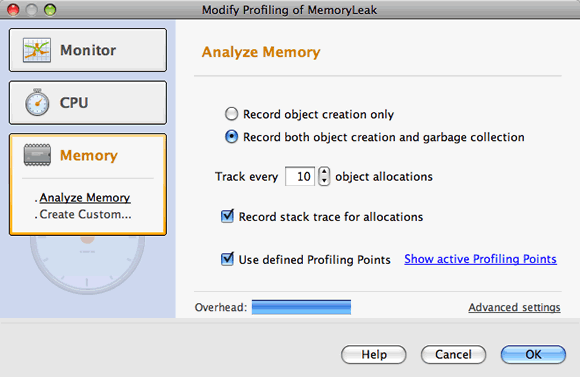 Modify Profiling of MemoryLeak
Monitor
CPU
Memory
. Analyze Memory
. Create Custom...
Analyze Memory
Record object creation only
Record both object creation and garbage collection
Track every 10 object allocations
Record stack trace for allocations
Use defined Profiling Points Show active Profiling Points
Overhead: Advanced settings
Help Cancel OK